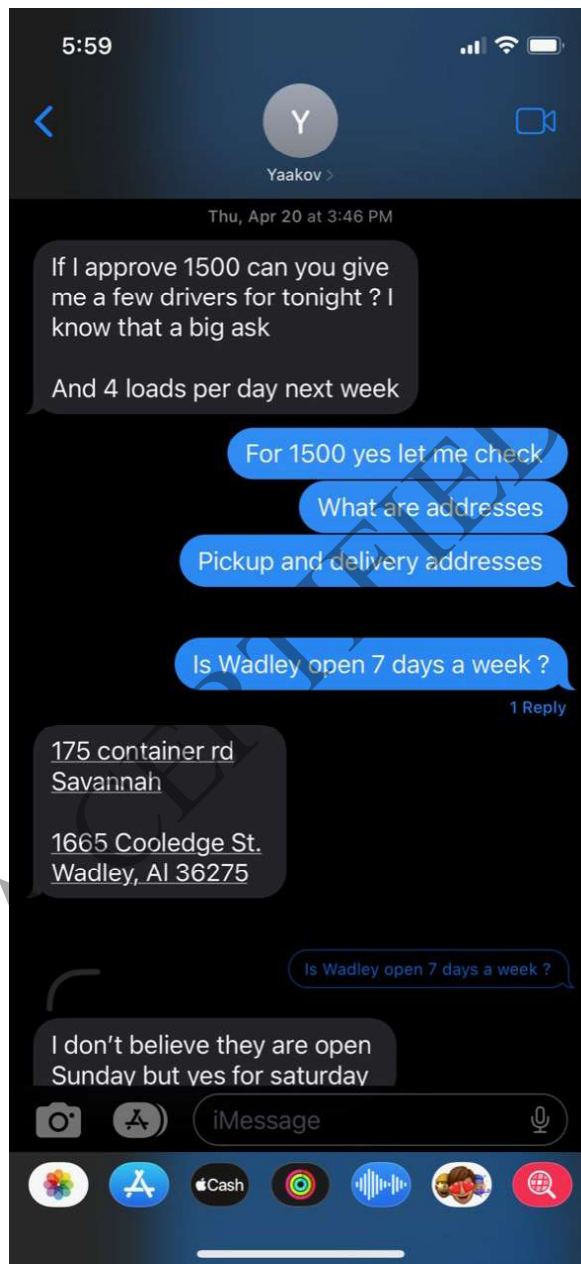 5:59
Y
Yaakov >
Thu, Apr 20 at 3:46 PM
If I approve 1500 can you give
me a few drivers for tonight ? I
know that a big ask
And 4 loads per day next week
For 1500 yes let me check
What are addresses
Pickup and delivery addresses
Is Wadley open 7 days a week ?
1 Reply
175 container rd
Savannah
1665 Cooledge St.
Wadley, Al 36275
Is Wadley open 7 days a week ?
I don't believe they are open
Sunday but yes for saturday
iMessage
Cash
CERTIFIED